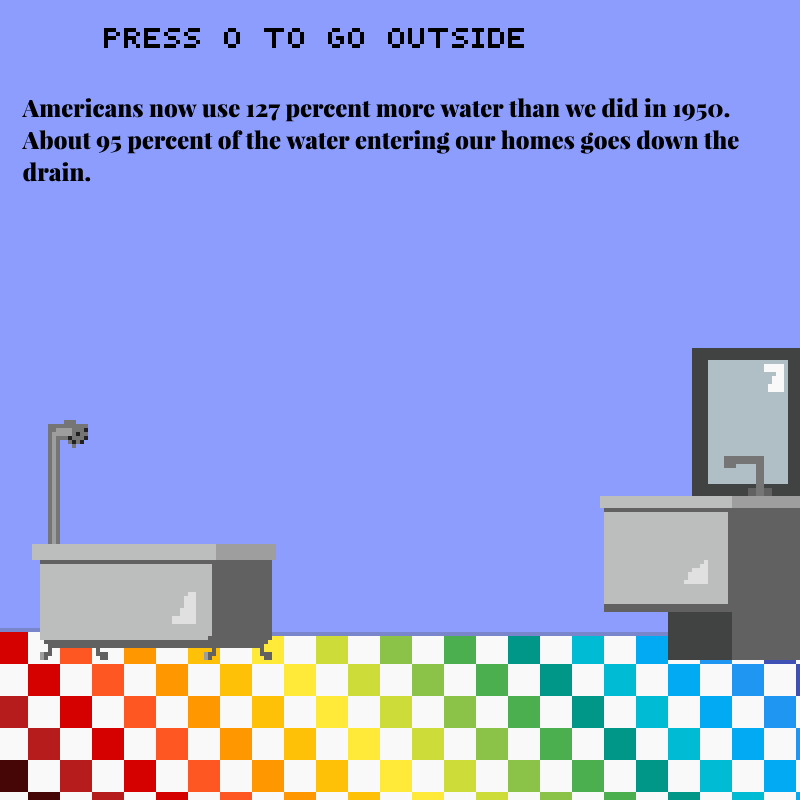 PRESS O TO GO OUTSIDE
Americans now use 127 percent more water than we did in 1950.
About 95 percent of the water entering our homes goes down the
drain.